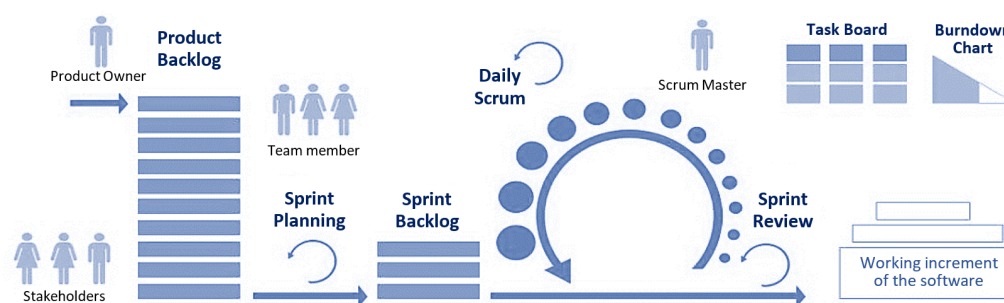 Product Owner
Product
Backlog
Team member
Stakeholders
Sprint
Planning
Sprint
Backlog
Daily
Scrum
Scrum Master
Sprint
Review
Task Board
Burndown
Chart
Working increment
of the software